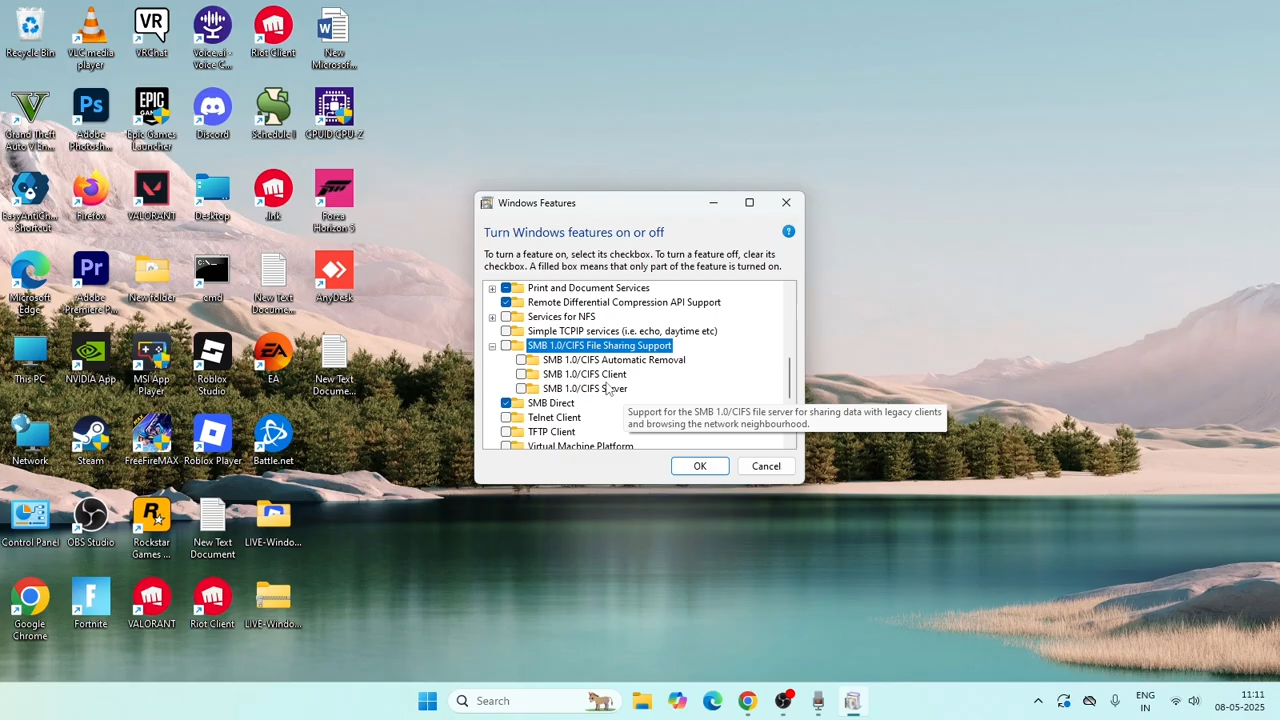 Recycle Bin
VLC media
player
VRChat
Voice.ai -
Voice C...
Riot Client
New
Microsof...
Grand Theft
Auto V En...
Adobe
Photosh...
Epic Games
Launcher
Discord
Schedule I
CPUID CPU-Z
EasyAntiCh...
- Shortcut
Firefox
VALORANT
Desktop
.lnk
Forza
Horizon 5
Microsoft
Edge
Adobe
Premiere P...
New folder
cmd
New Text
Docume...
AnyDesk
This PC
NVIDIA App
MSI App
Player
Roblox
Studio
EA
New Text
Docume...
Network
Steam
FreeFireMAX
Roblox Player
Battle.net
Control Panel
OBS Studio
Rockstar
Games ...
New Text
Document
LIVE-Windo...
Google
Chrome
Fortnite
VALORANT
Riot Client
LIVE-Windo...
Windows Features
Turn Windows features on or off
To turn a feature on, select its checkbox. To turn a feature off, clear its
checkbox. A filled box means that only part of the feature is turned on.
Print and Document Services
Remote Differential Compression API Support
Services for NFS
Simple TCPIP services (i.e. echo, daytime etc)
SMB 1.0/CIFS File Sharing Support
SMB 1.0/CIFS Automatic Removal
SMB 1.0/CIFS Client
SMB 1.0/CIFS Server
SMB Direct
Telnet Client
TFTP Client
Virtual Machine Platform
Support for the SMB 1.0/CIFS file server for sharing data with legacy clients
and browsing the network neighbourhood.
OK
Cancel
Search
ENG
IN
11:11
08-05-2025